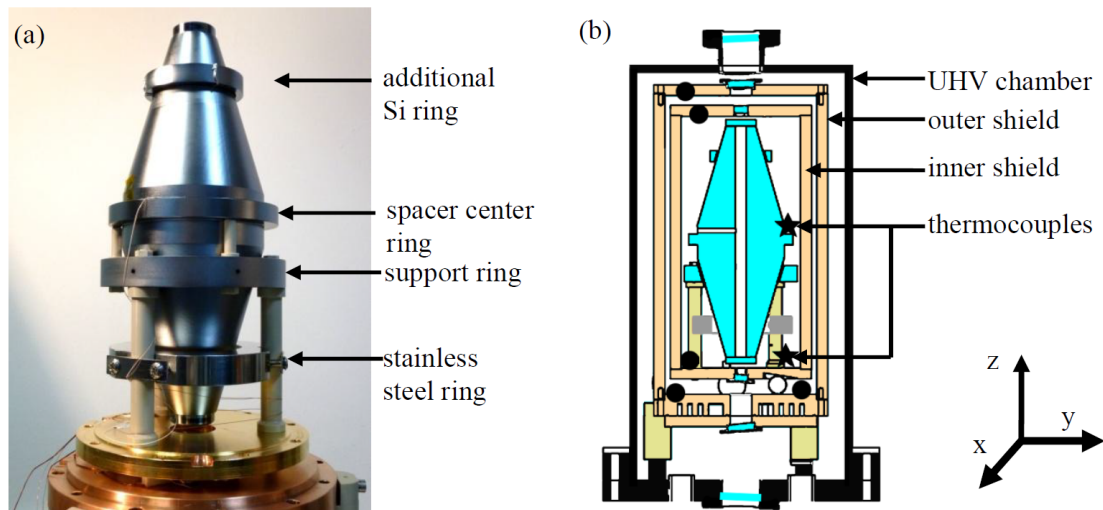 (a)
additional
Si ring
spacer center
ring
support ring
stainless
steel ring
(b)
UHV chamber
outer shield
inner shield
thermocouples
z
y
x